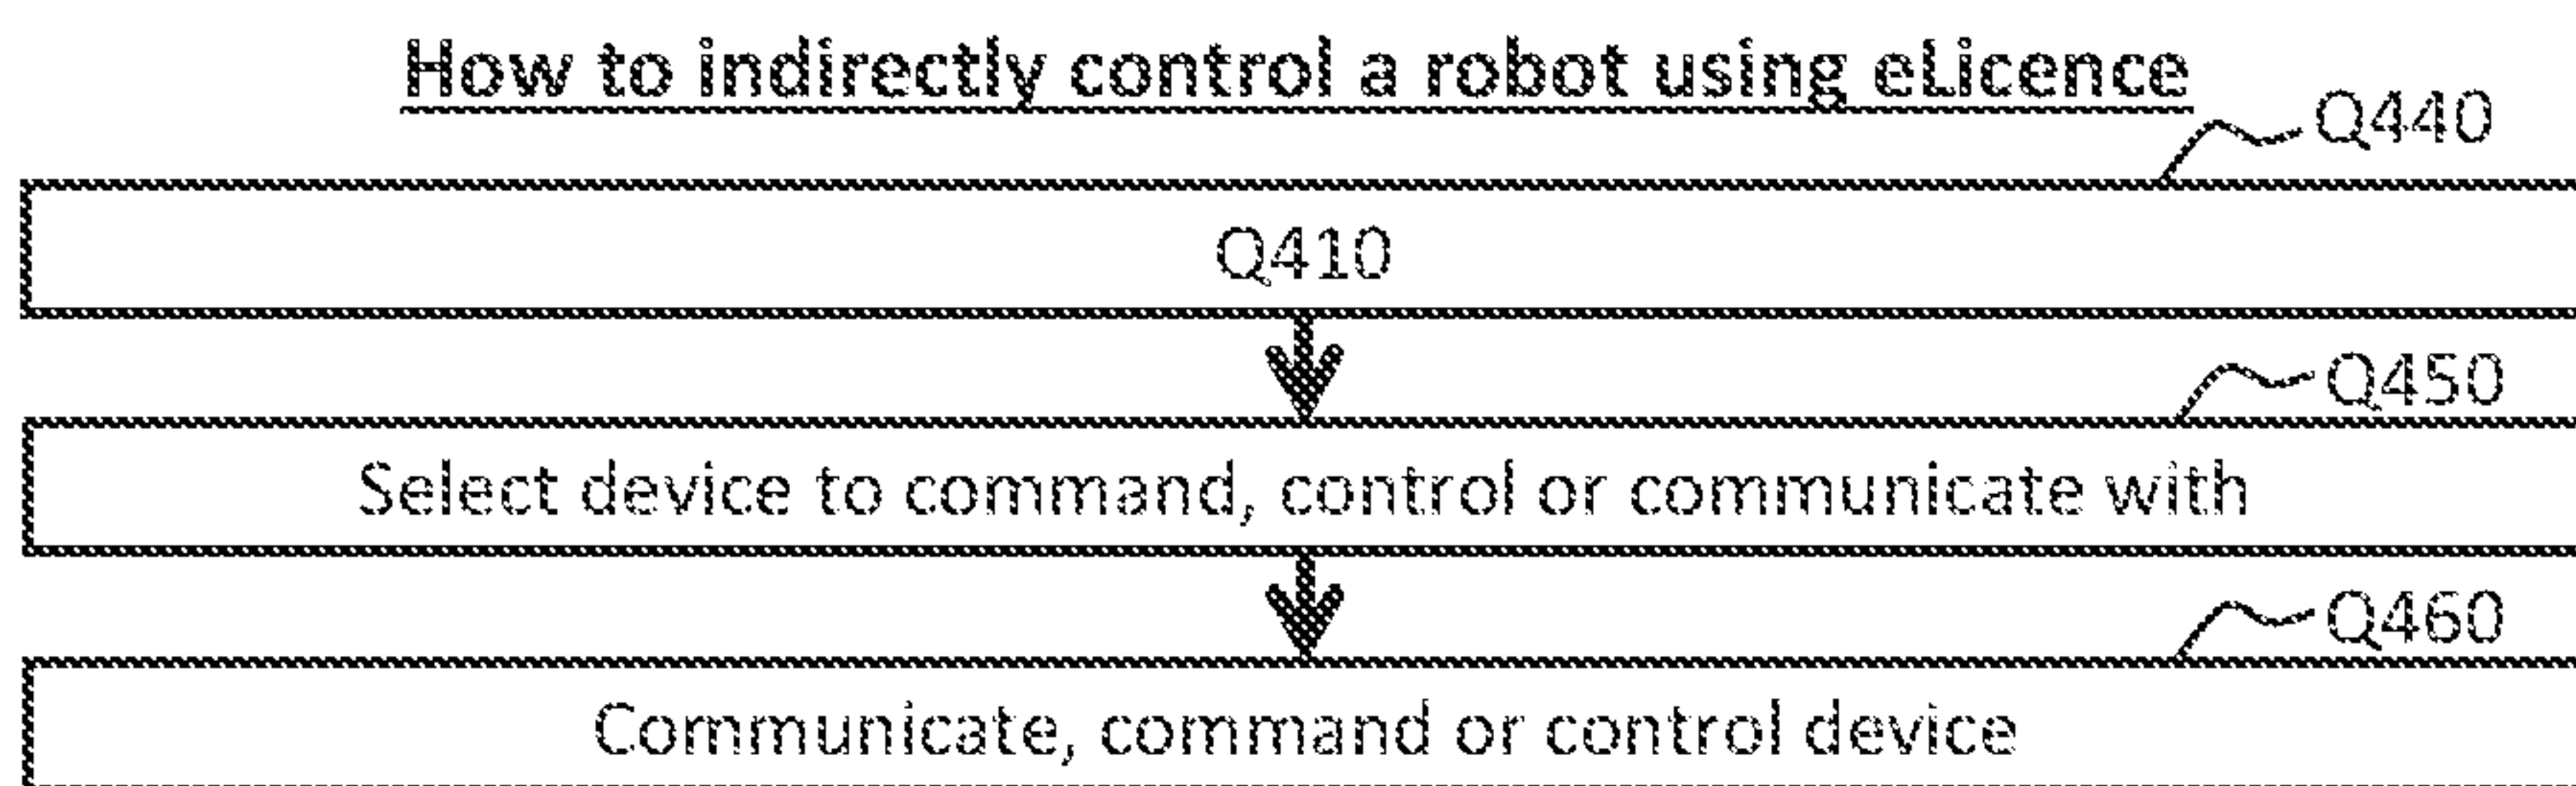 How to indirectly control a robot using eLicence
Q440
Q410
Q450
Select device to command, control or communicate with
Q460
Communicate, command or control device